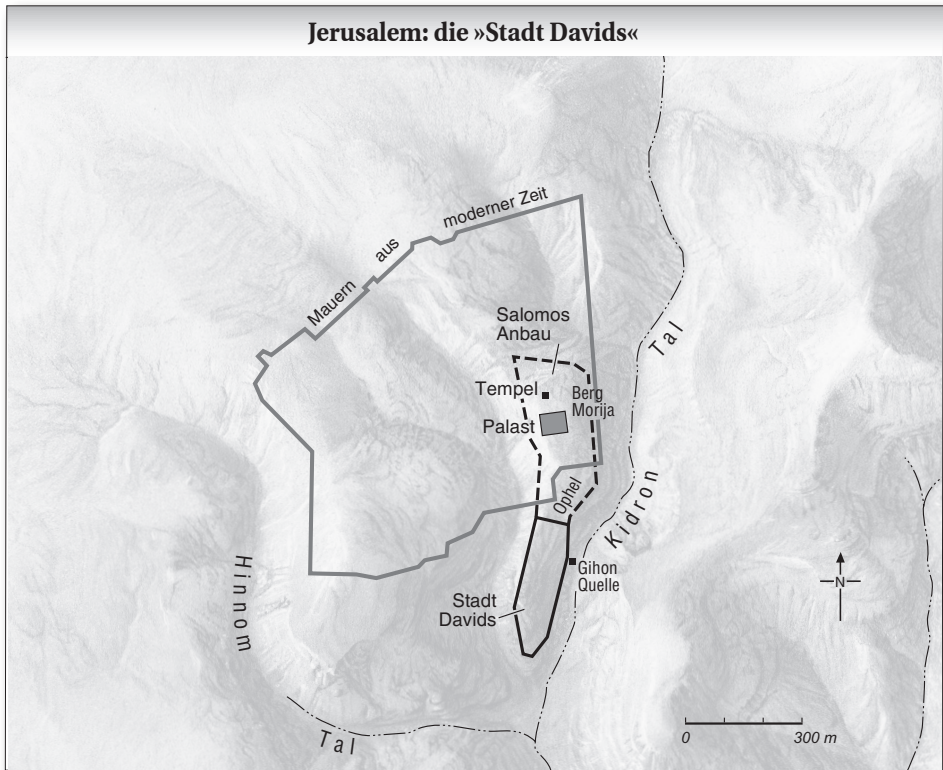 Jerusalem: die »Stadt Davids«
Mauern aus moderner Zeit
Salomos
Anbau
Tempel
Berg
Morija
Palast
Ophel
Kidron Tal
Gihon
Quelle
Stadt
Davids
Hinnom
Tal
N
0 300 m